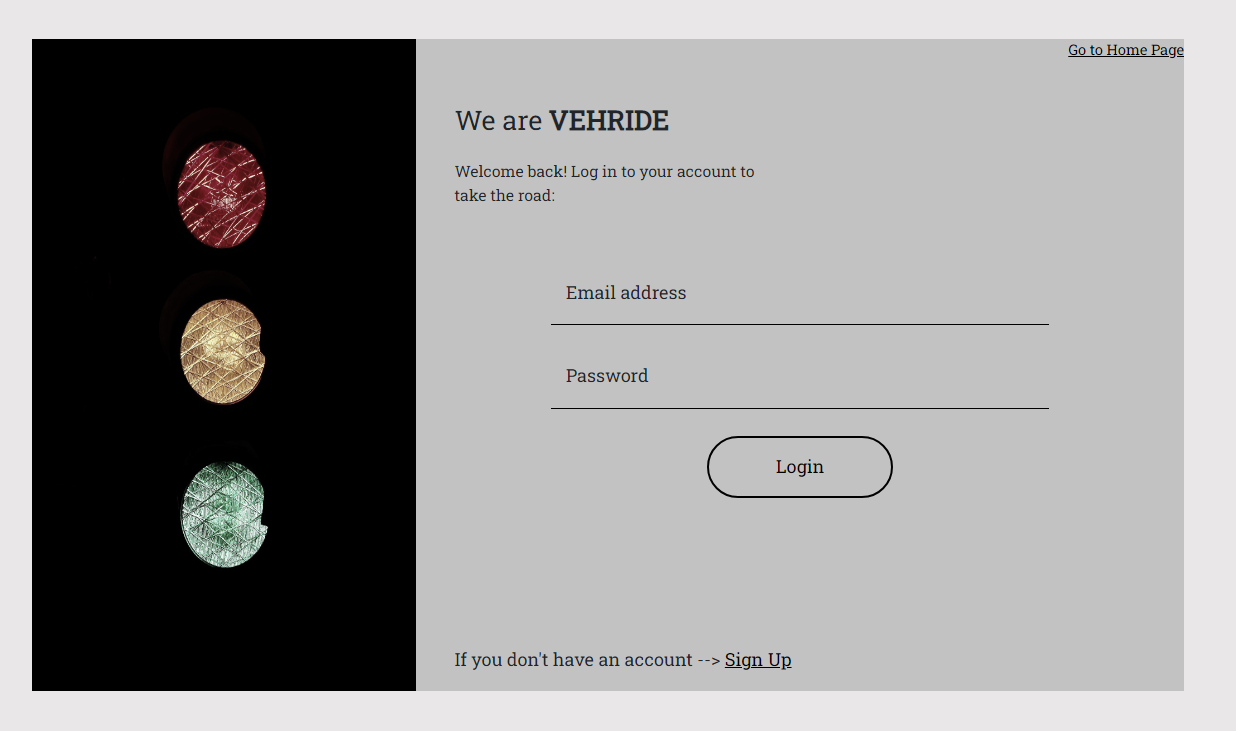 Go to Home Page
We are VEHRIDE
Welcome back! Log in to your account to
take the road:
Email address
Password
Login
If you don't have an account --> Sign Up